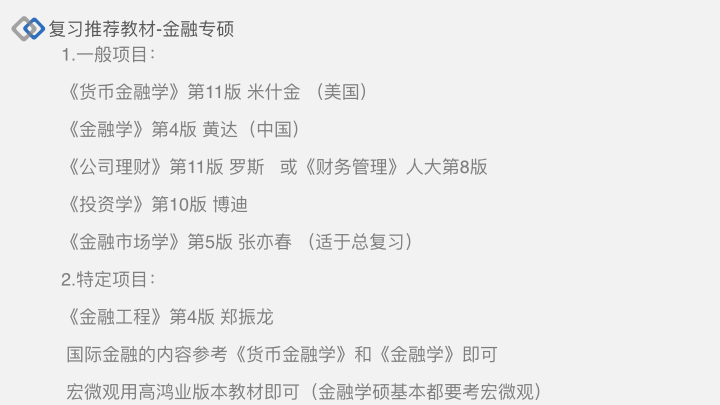 复习推荐教材-金融专硕
1.一般项目：
《货币金融学》第11版 米什金 （美国）
《金融学》第4版 黄达（中国）
《公司理财》第11版 罗斯 或《财务管理》人大第8版
《投资学》第10版 博迪
《金融市场学》第5版 张亦春 （适于总复习）
2.特定项目：
《金融工程》第4版 郑振龙
国际金融的内容参考《货币金融学》和《金融学》即可
宏微观用高鸿业版本教材即可（金融学硕基本都要考宏微观）